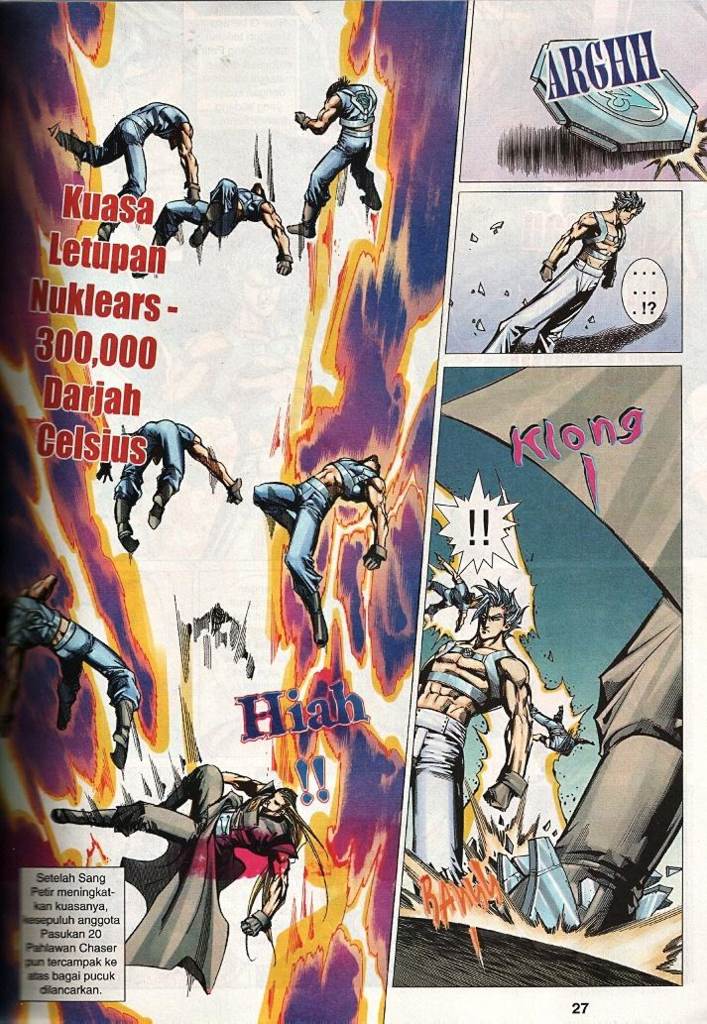 Kuasa
Letupan
Nuklears -
300,000
Darjah
Celsius
Hiah
!!
Setelah Sang
Petir meningkat-
kan kuasanya,
kesepuluh anggota
Pasukan 20
Pahlawan Chaser
pun tercampak ke
atas bagai pucuk
dilancarkan.
ARGHH
...
...
. !?
Klong
!
!!
BAMM
!
27